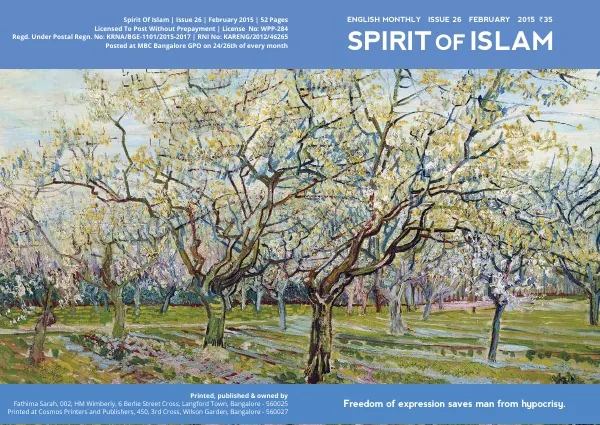 Spirit Of Islam | Issue 26 | February 2015 | 52 Pages
Licensed To Post Without Prepayment | License No: WPP-284
Regd. Under Postal Regn. No: KRNA/BGE-1101/2015-2017 | RNI No: KARENG/2012/46265
Posted at MBC Bangalore GPO on 24/26th of every month
ENGLISH MONTHLY ISSUE 26 FEBRUARY 2015 ₹35
SPIRIT OF ISLAM
Printed, published & owned by
Fathima Sarah, 002, HM Wimberly, 6 Berlie Street Cross, Langford Town, Bangalore - 560025
Printed at Cosmos Printers and Publishers, 450, 3rd Cross, Wilson Garden, Bangalore - 560027
Freedom of expression saves man from hypocrisy.